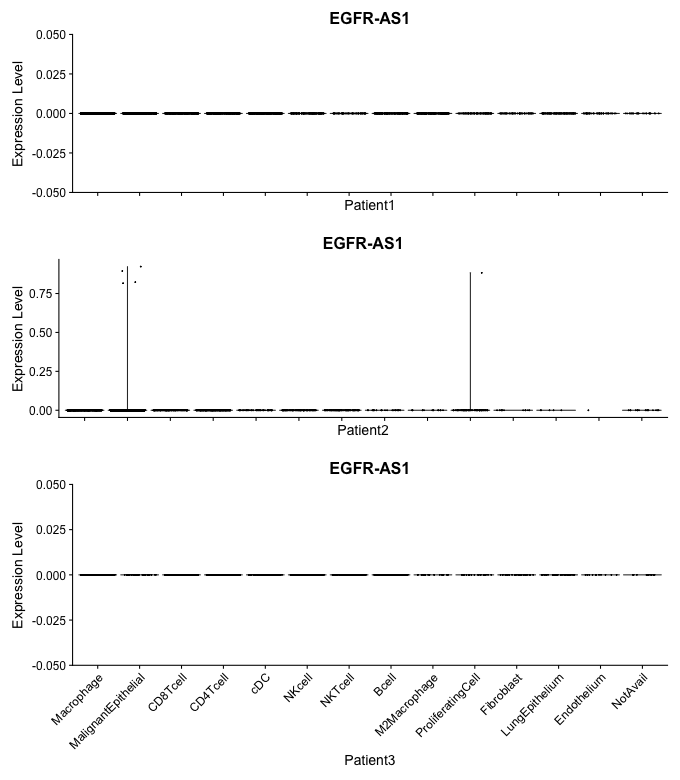 EGFR-AS1
Expression Level
0.050
0.025
0.000
-0.025
-0.050
Patient1
EGFR-AS1
Expression Level
0.75
0.50
0.25
0.00
Patient2
EGFR-AS1
Expression Level
0.050
0.025
0.000
-0.025
-0.050
Macrophage
MalignantEpithelial
CD8Tcell
CD4Tcell
cDC
NKcell
NKTcell
Bcell
M2Macrophage
ProliferatingCell
Fibroblast
LungEpithelium
Endothelium
NotAvail
Patient3